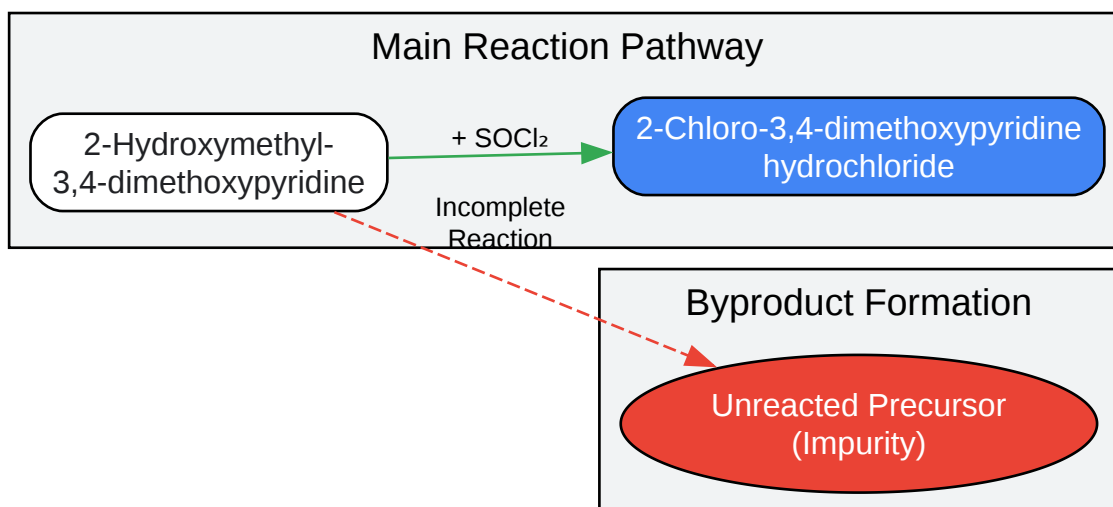 Main Reaction Pathway
2-Hydroxymethyl-
3,4-dimethoxypyridine
+ SOCl₂
2-Chloro-3,4-dimethoxypyridine
hydrochloride
Incomplete
Reaction
Byproduct Formation
Unreacted Precursor
(Impurity)